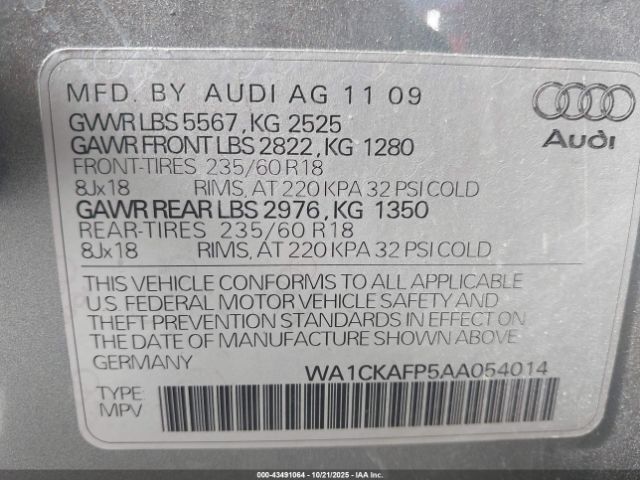 MFD. BY AUDI AG 11 09
GVWR LBS 5567, KG 2525
GAWR FRONT LBS 2822, KG 1280
FRONT-TIRES 235/60 R18
8Jx18 RIMS, AT 220 KPA 32 PSI COLD
GAWR REAR LBS 2976, KG 1350
REAR-TIRES 235/60 R18
8Jx18 RIMS, AT 220 KPA 32 PSI COLD
Audi
THIS VEHICLE CONFORMS TO ALL APPLICABLE
U.S. FEDERAL MOTOR VEHICLE SAFETY AND
THEFT PREVENTION STANDARDS IN EFFECT ON
THE DATE OF MANUFACTURE SHOWN ABOVE.
GERMANY WA1CKAFP5AA054014
TYPE:
MPV
000-43491064 - 10/21/2025 - IAAI.COM